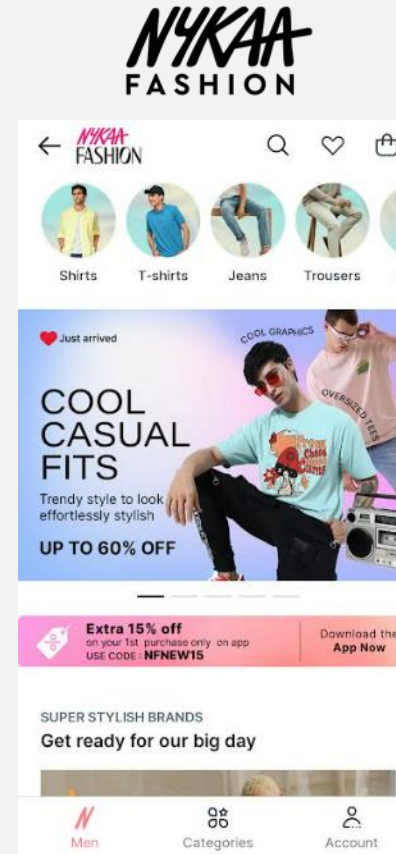 NYKAA
FASHION
NYKAA
FASHION
Shirts
T-shirts
Jeans
Trousers
Just arrived
COOL GRAPHICS
OVERSIZED TEES
COOL
CASUAL
FITS
Trendy style to look
effortlessly stylish
UP TO 60% OFF
Extra 15% off
on your 1st purchase only on app
USE CODE : NFNEW15
Download the
App Now
SUPER STYLISH BRANDS
Get ready for our big day
N
Men
Categories
Account